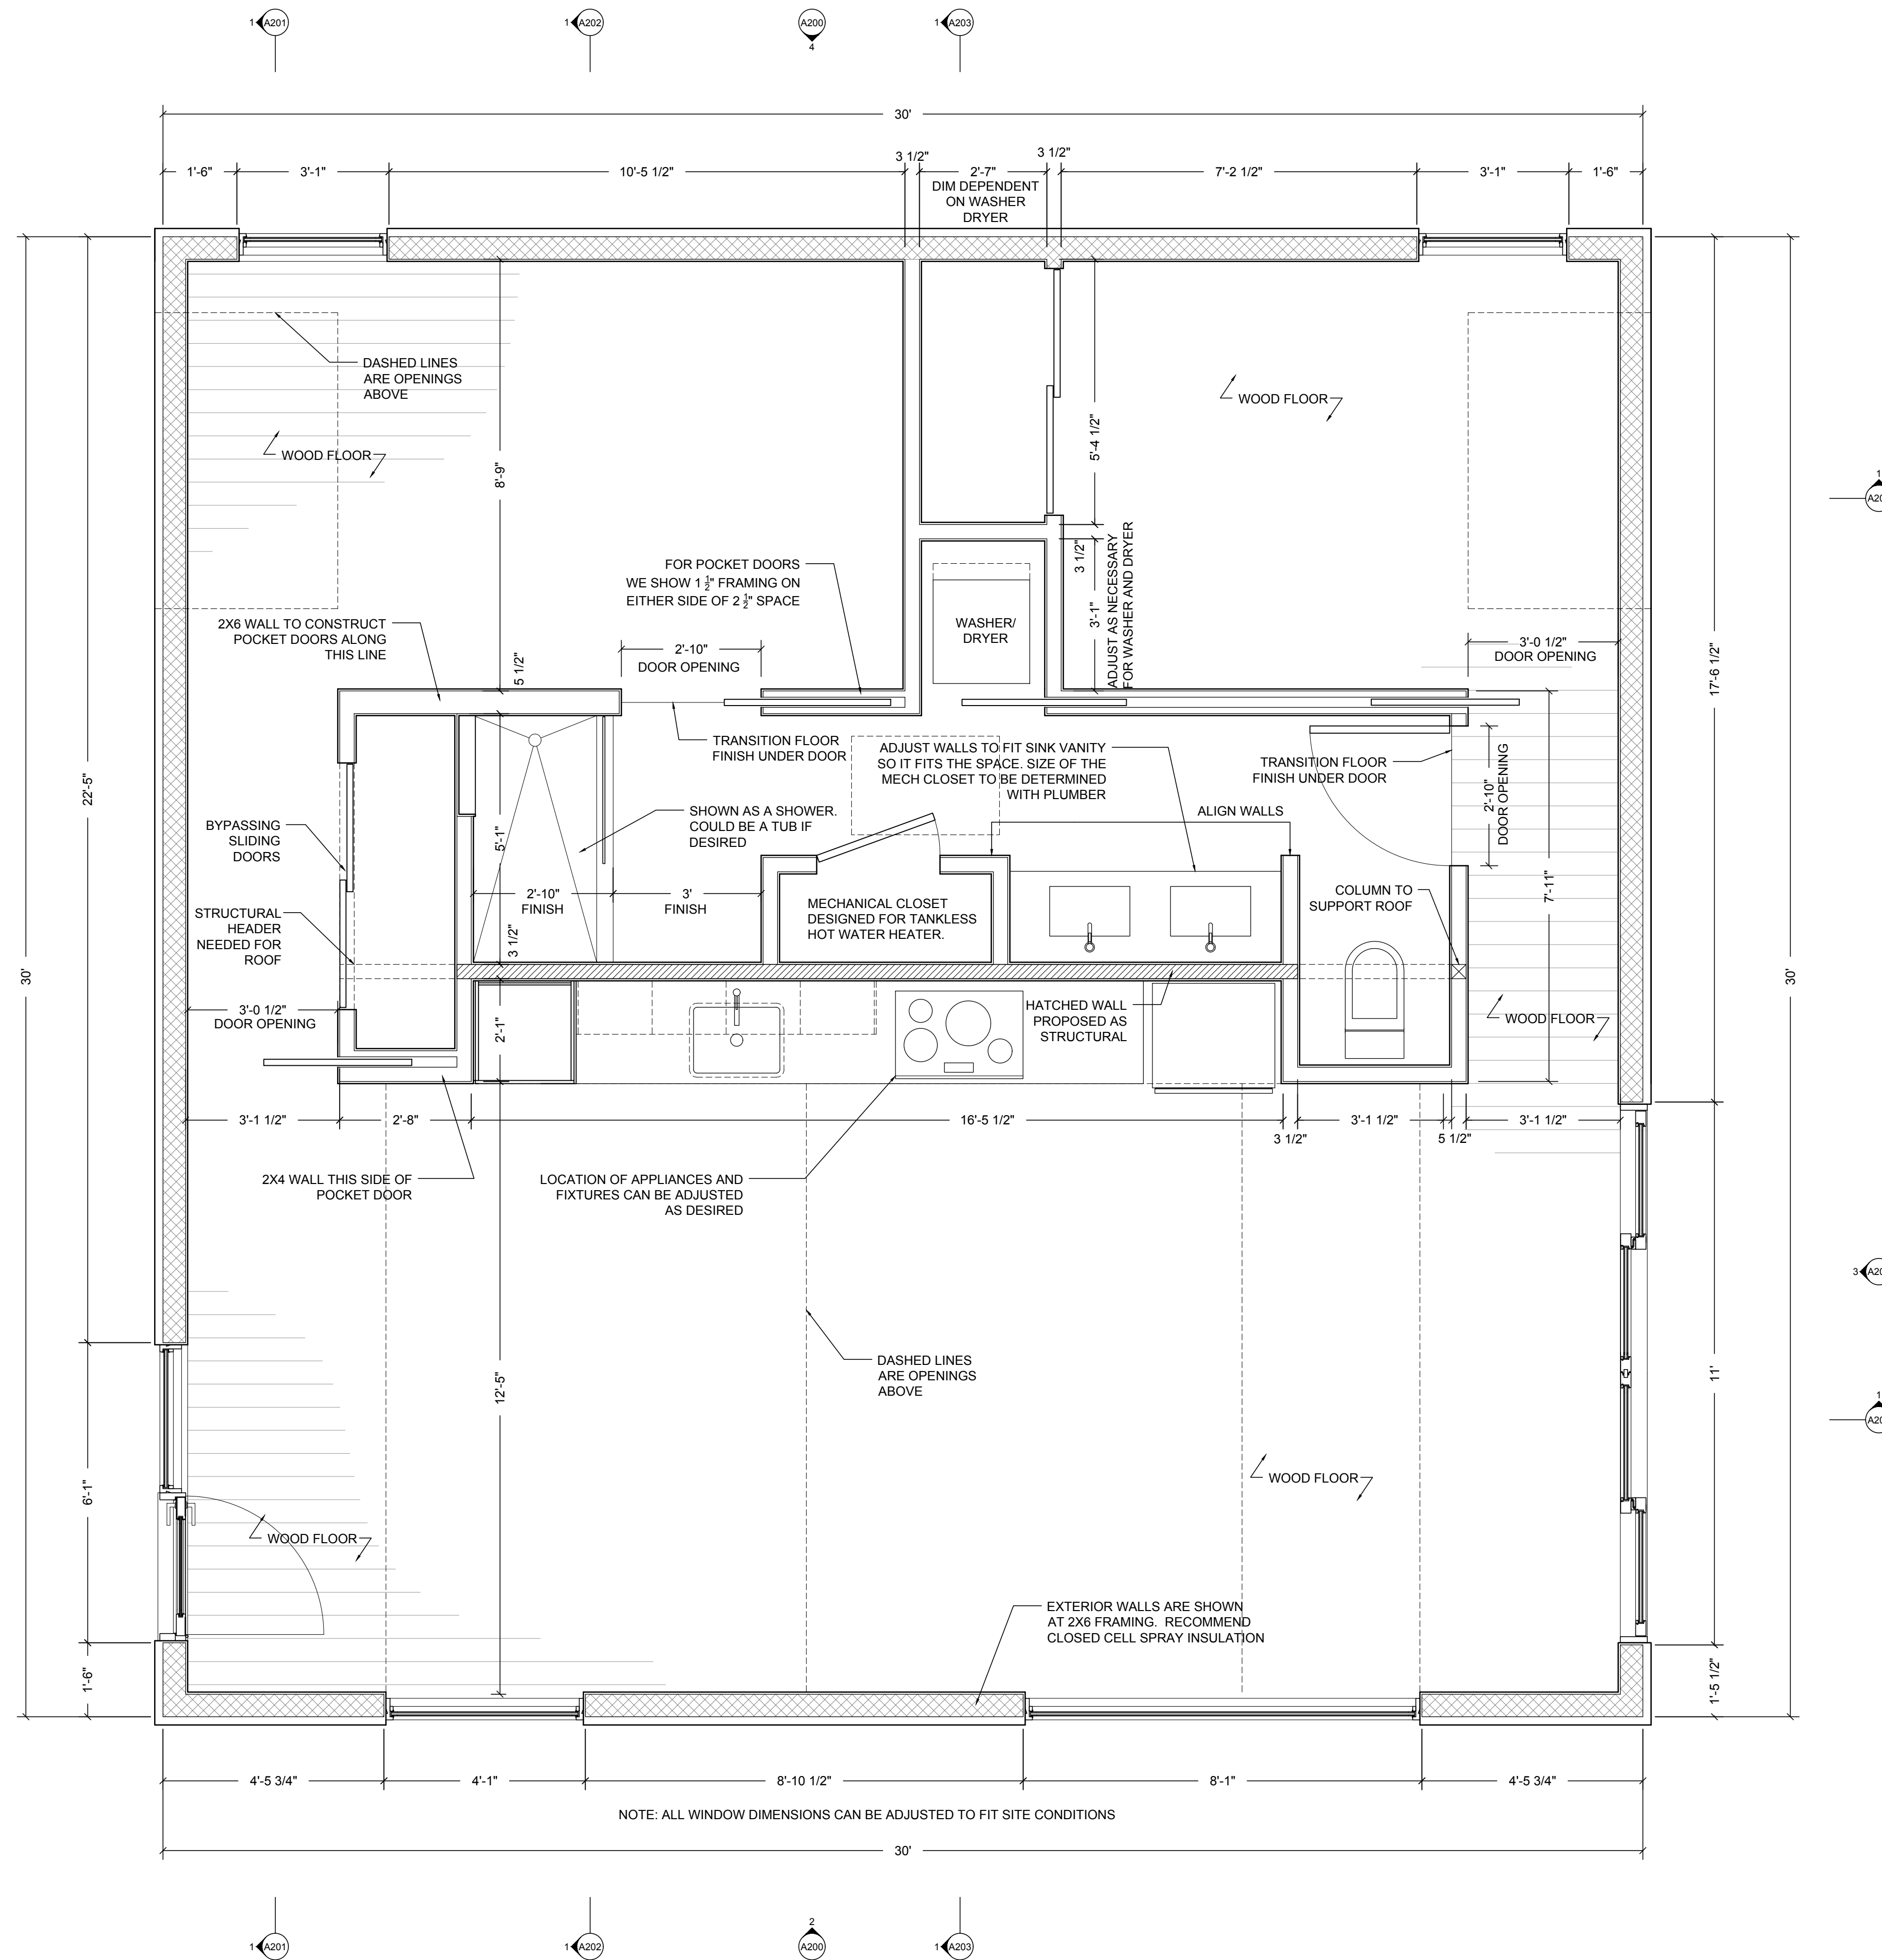 1 A201
1 A202
A200
4
1 A203
30'
1'-6"
3'-1"
10'-5 1/2"
3 1/2"
2'-7"
DIM DEPENDENT
ON WASHER
DRYER
3 1/2"
7'-2 1/2"
3'-1"
1'-6"
DASHED LINES
ARE OPENINGS
ABOVE
WOOD FLOOR
8'-9"
5'-4 1/2"
WOOD FLOOR
1
FOR POCKET DOORS
WE SHOW 1 1/2" FRAMING ON
EITHER SIDE OF 2 1/2" SPACE
2X6 WALL TO CONSTRUCT
POCKET DOORS ALONG
THIS LINE
5 1/2"
2'-10"
DOOR OPENING
WASHER/
DRYER
3 1/2"
3'-1"
ADJUST AS NECESSARY
FOR WASHER AND DRYER
3'-0 1/2"
DOOR OPENING
17'-6 1/2"
22'-5"
TRANSITION FLOOR
FINISH UNDER DOOR
ADJUST WALLS TO FIT SINK VANITY
SO IT FITS THE SPACE. SIZE OF THE
MECH CLOSET TO BE DETERMINED
WITH PLUMBER
TRANSITION FLOOR
FINISH UNDER DOOR
2'-10"
DOOR OPENING
BYPASSING
SLIDING
DOORS
5'-1"
SHOWN AS A SHOWER.
COULD BE A TUB IF
DESIRED
ALIGN WALLS
7'-11"
STRUCTURAL
HEADER
NEEDED FOR
ROOF
2'-10"
FINISH
3'
FINISH
3 1/2"
MECHANICAL CLOSET
DESIGNED FOR TANKLESS
HOT WATER HEATER.
COLUMN TO
SUPPORT ROOF
30'
30'
3'-0 1/2"
DOOR OPENING
2'-1"
HATCHED WALL
PROPOSED AS
STRUCTURAL
WOOD FLOOR
3'-1 1/2"
2'-8"
16'-5 1/2"
3 1/2"
3'-1 1/2"
5 1/2"
3'-1 1/2"
2X4 WALL THIS SIDE OF
POCKET DOOR
LOCATION OF APPLIANCES AND
FIXTURES CAN BE ADJUSTED
AS DESIRED
3
DASHED LINES
ARE OPENINGS
ABOVE
12'-5"
11'
1
6'-1"
WOOD FLOOR
WOOD FLOOR
EXTERIOR WALLS ARE SHOWN
AT 2X6 FRAMING. RECOMMEND
CLOSED CELL SPRAY INSULATION
1'-6"
1'-5 1/2"
4'-5 3/4"
4'-1"
8'-10 1/2"
8'-1"
4'-5 3/4"
NOTE: ALL WINDOW DIMENSIONS CAN BE ADJUSTED TO FIT SITE CONDITIONS
30'
1 A201
1 A202
2
A200
1 A203